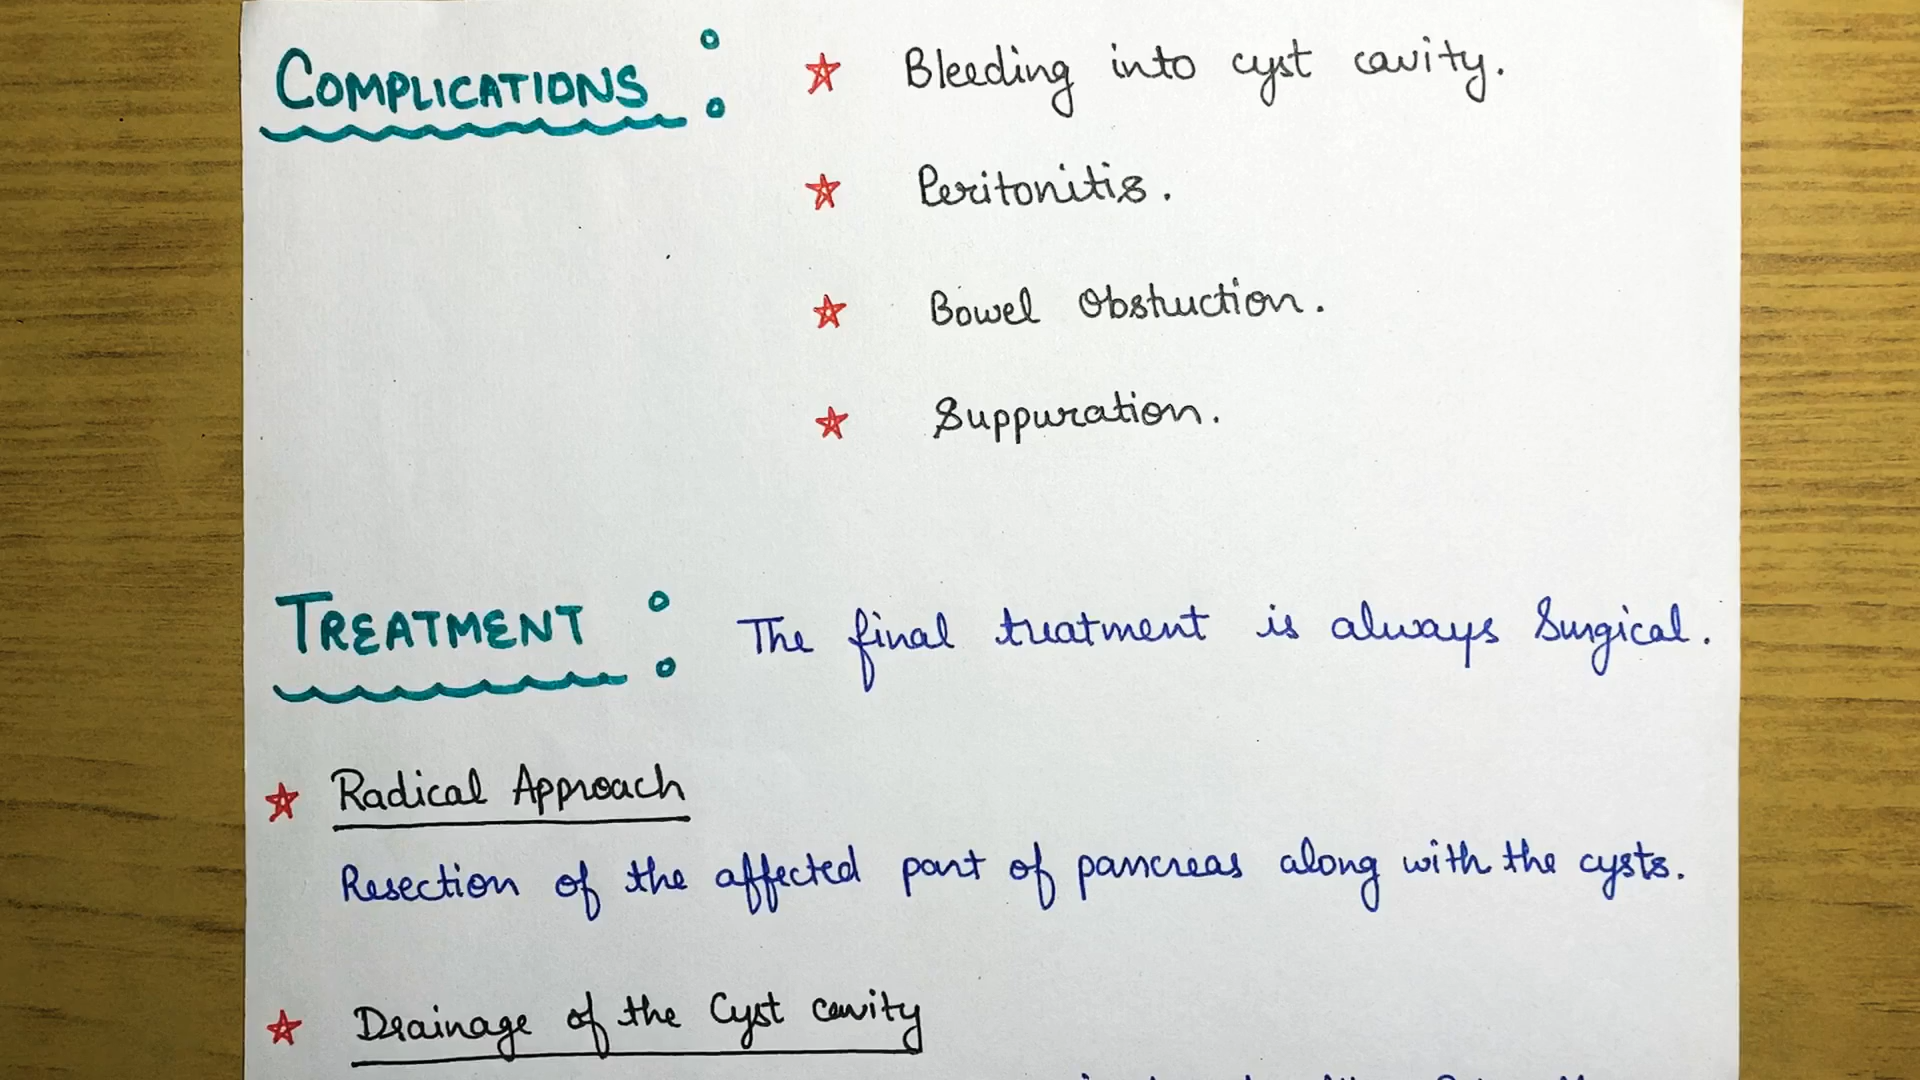 COMPLICATIONS : ☆ Bleeding into cyst cavity.
☆ Peritonitis.
☆ Bowel Obstuction.
☆ Suppuration.
TREATMENT : The final treatment is always Surgical.
☆ Radical Approach
Resection of the affected part of pancreas along with the cysts.
☆ Drainage of the Cyst cavity